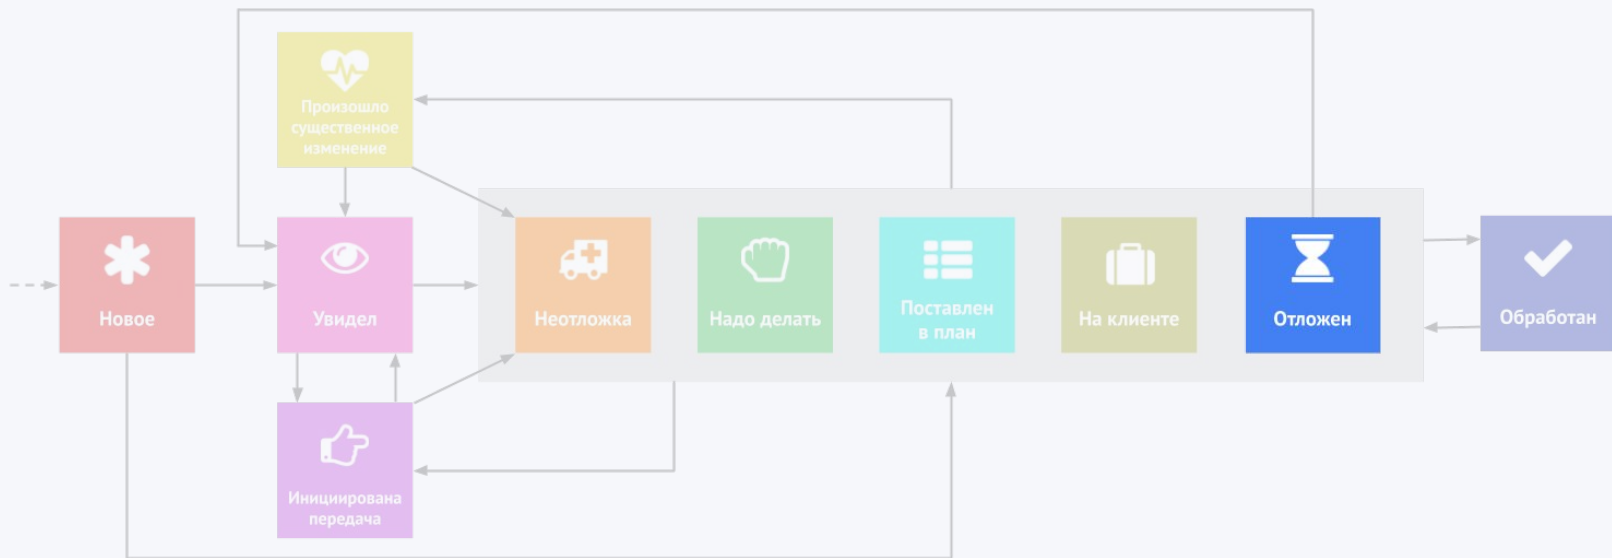 Произошло
существенное
изменение
Новое
Увидел
Неотложка
Надо делать
Поставлен
в план
На клиенте
Отложен
Обработан
Инициирована
передача